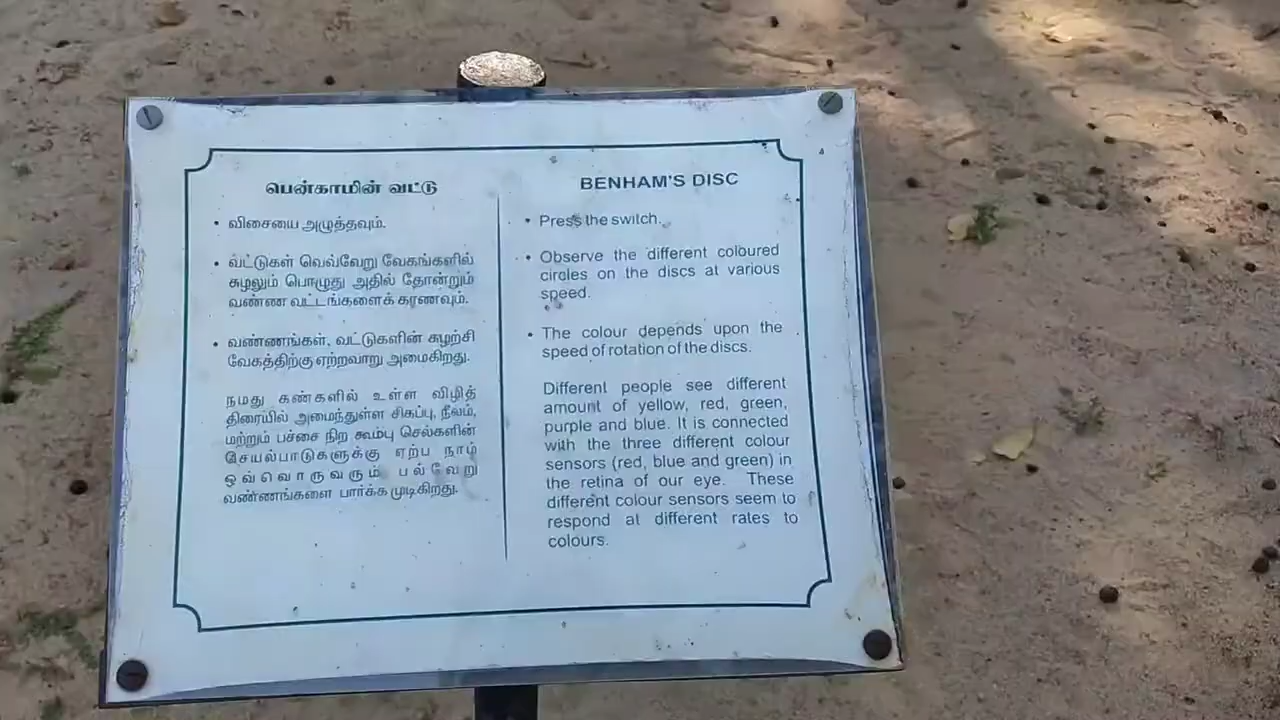 பென்காமின் வட்டு
• விசையை அழுத்தவும்.
• வட்டுகள் வெவ்வேறு வேகங்களில்
சுழலும் பொழுது அதில் தோன்றும்
வண்ண வட்டங்களைக் காணவும்.
• வண்ணங்கள், வட்டுகளின் சுழற்சி
வேகத்திற்கு ஏற்றவாறு அமைகிறது.
நமது கண்களில் உள்ள விழித்
திரையில் அமைந்துள்ள சிகப்பு, நீலம்,
மற்றும் பச்சை நிற கூம்பு செல்களின்
செயல்பாடுகளுக்கு ஏற்ப நாம்
ஒவ்வொருவரும் பல்வேறு
வண்ணங்களை பார்க்க முடிகிறது.
BENHAM'S DISC
• Press the switch.
• Observe the different coloured
circles on the discs at various
speed.
• The colour depends upon the
speed of rotation of the discs.
Different people see different
amount of yellow, red, green,
purple and blue. It is connected
with the three different colour
sensors (red, blue and green) in
the retina of our eye. These
different colour sensors seem to
respond at different rates to
colours.